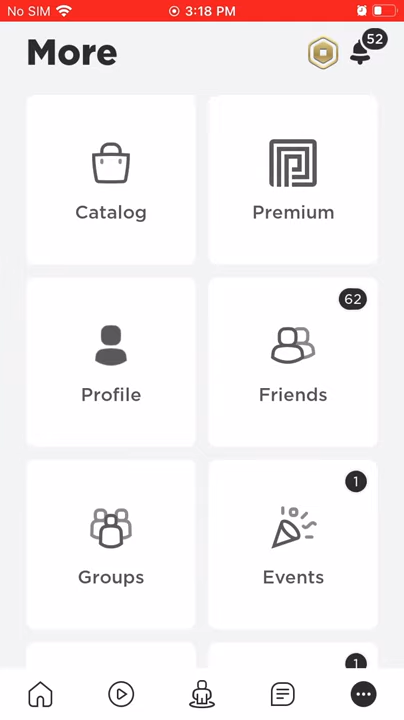 No SIM 3:18 PM
More
52
Catalog
Premium
62
Profile
Friends
1
Groups
Events
1